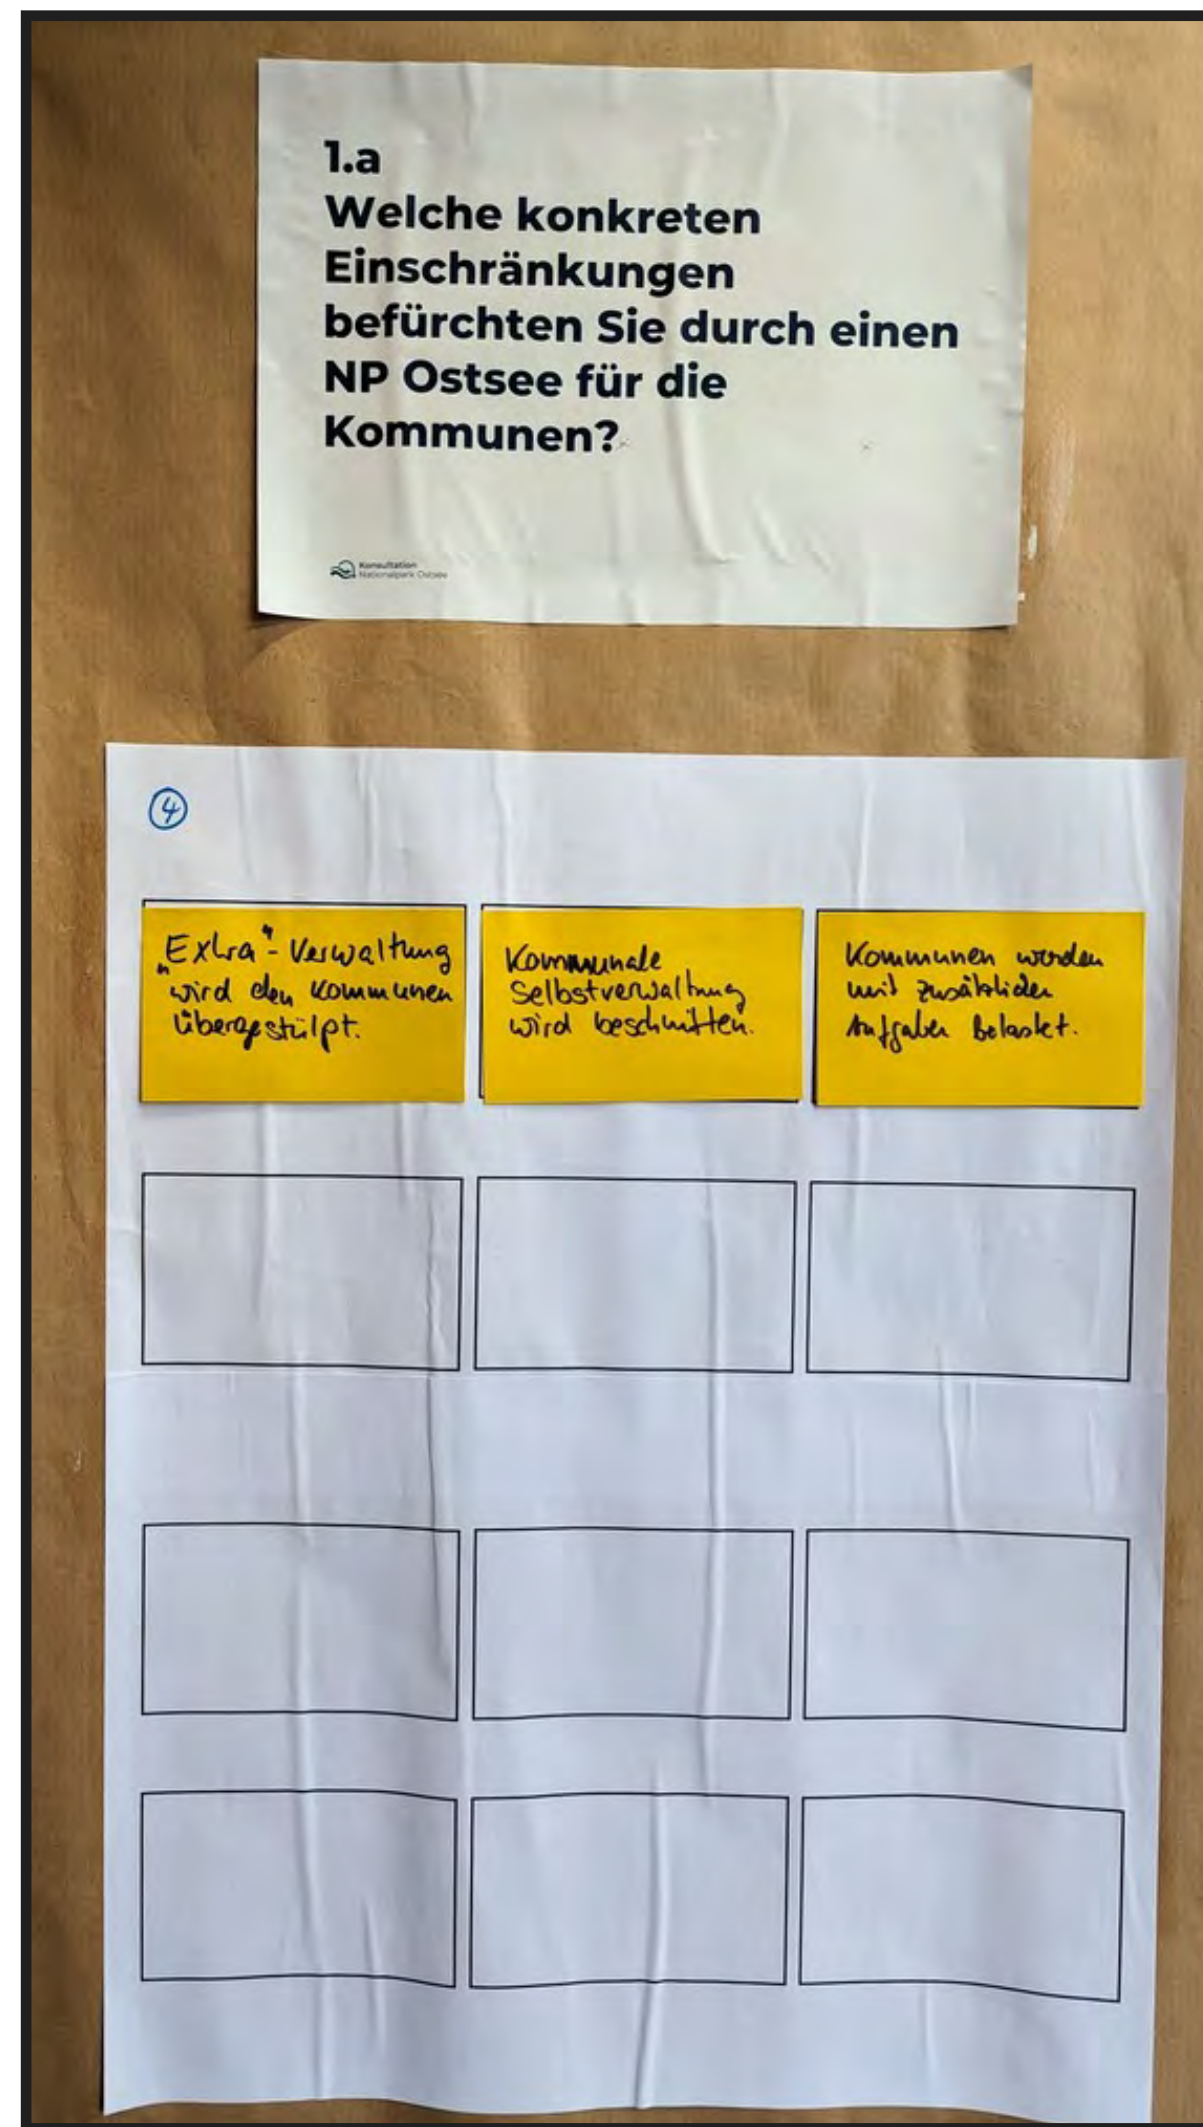 1.a
Welche konkreten
Einschränkungen
befürchten Sie durch einen
NP Ostsee für die
Kommunen?
Konsultation
Nationalpark Ostsee
4
„Extra"-Verwaltung
wird den Kommunen
übergestülpt.
Kommunale
Selbstverwaltung
wird beschnitten.
Kommunen werden
mit zusätzlichen
Aufgaben belastet.